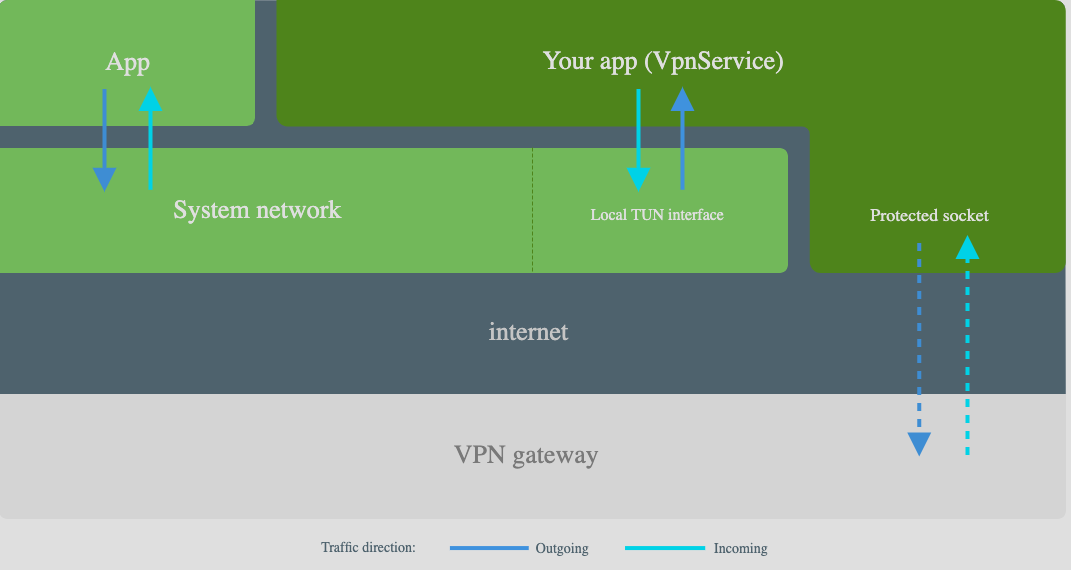 App
Your app (VpnService)
System network
Local TUN interface
Protected socket
internet
VPN gateway
Traffic direction:
Outgoing
Incoming